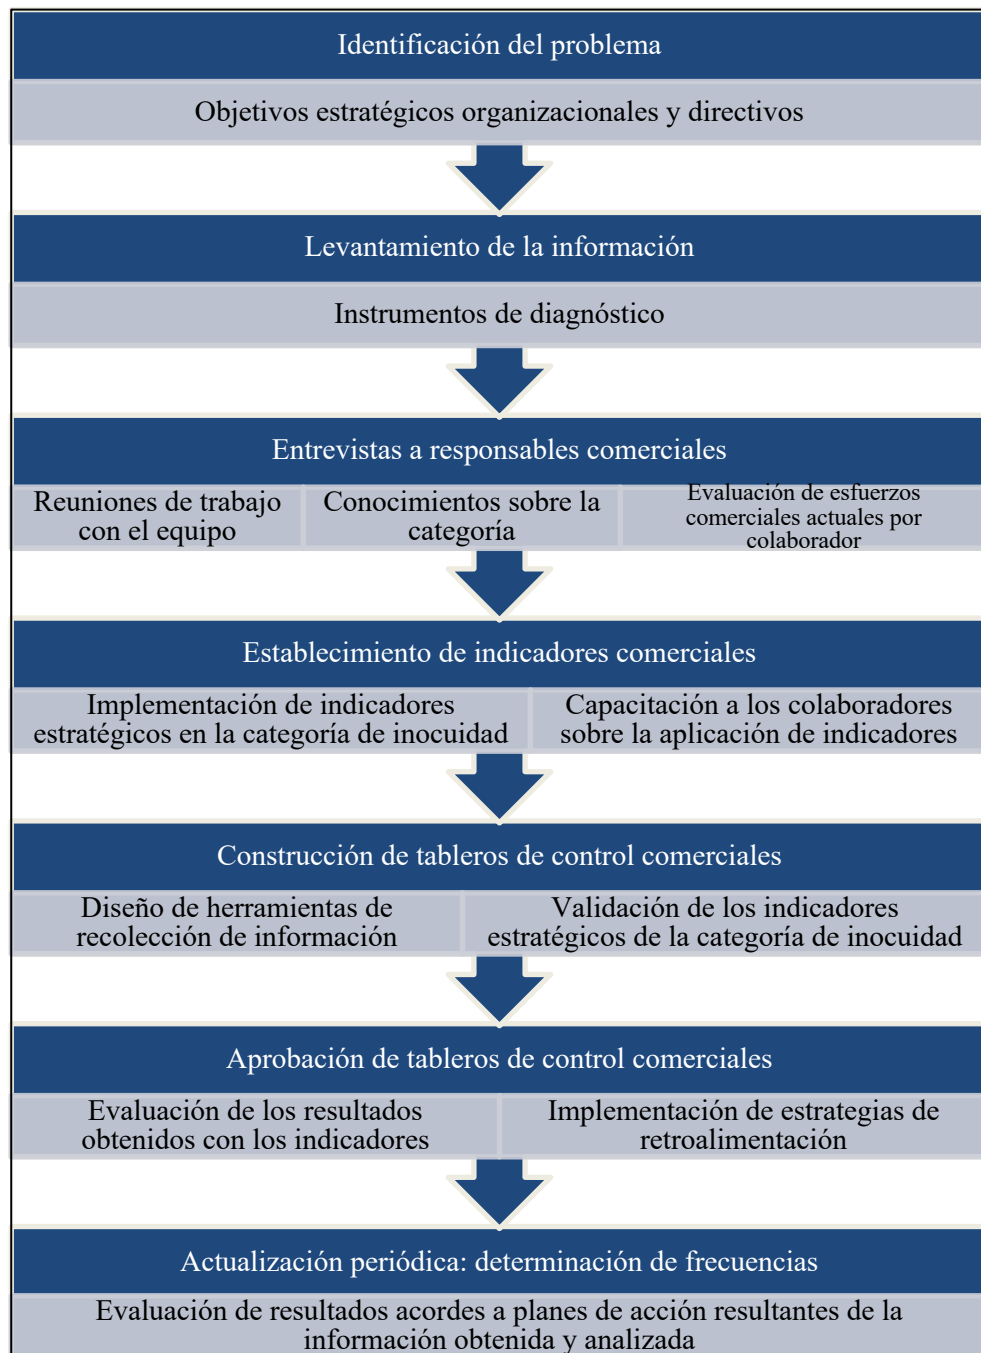 Identificación del problema
Objetivos estratégicos organizacionales y directivos
Levantamiento de la información
Instrumentos de diagnóstico
Entrevistas a responsables comerciales
Reuniones de trabajo
con el equipo
Conocimientos sobre la
categoría
Evaluación de esfuerzos
comerciales actuales por
colaborador
Establecimiento de indicadores comerciales
Implementación de indicadores
estratégicos en la categoría de inocuidad
Capacitación a los colaboradores
sobre la aplicación de indicadores
Construcción de tableros de control comerciales
Diseño de herramientas de
recolección de información
Validación de los indicadores
estratégicos de la categoría de inocuidad
Aprobación de tableros de control comerciales
Evaluación de los resultados
obtenidos con los indicadores
Implementación de estrategias de
retroalimentación
Actualización periódica: determinación de frecuencias
Evaluación de resultados acordes a planes de acción resultantes de la
información obtenida y analizada